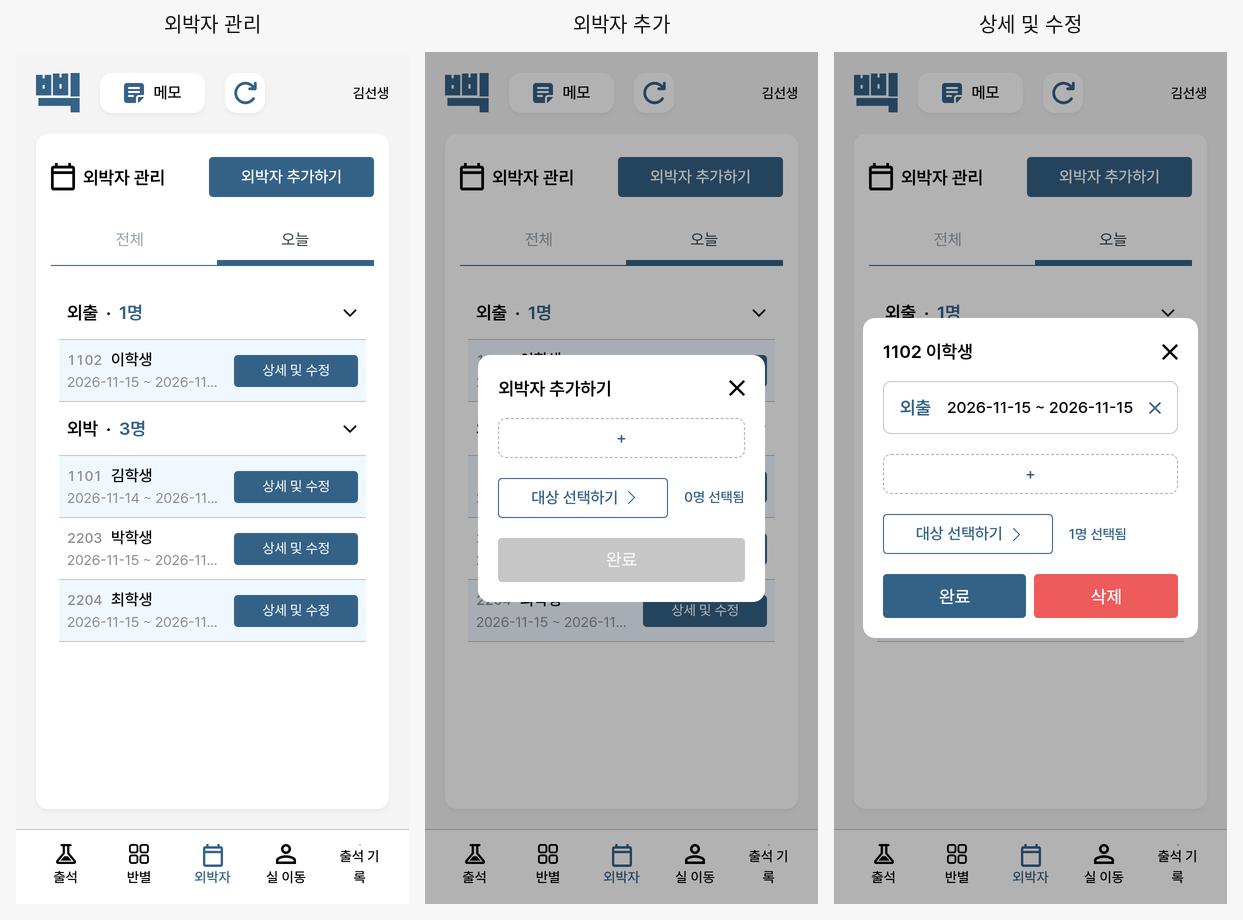 외박자 관리
빽
메모
김선생
외박자 관리
외박자 추가하기
전체
오늘
외출 · 1명
1102 이학생
2026-11-15 ~ 2026-11...
상세 및 수정
외박 · 3명
1101 김학생
2026-11-14 ~ 2026-11...
상세 및 수정
2203 박학생
2026-11-15 ~ 2026-11...
상세 및 수정
2204 최학생
2026-11-15 ~ 2026-11...
상세 및 수정
출석
반별
외박자
실 이동
출석 기
록
외박자 추가
빽
메모
김선생
외박자 관리
외박자 추가하기
전체
오늘
외출 · 1명
외박자 추가하기
+
대상 선택하기
0명 선택됨
완료
2204 최학생
2026-11-15 ~ 2026-11...
상세 및 수정
출석
반별
외박자
실 이동
출석 기
록
상세 및 수정
빽
메모
김선생
외박자 관리
외박자 추가하기
전체
오늘
외출 · 1명
1102 이학생
외출 2026-11-15 ~ 2026-11-15
+
대상 선택하기
1명 선택됨
완료
삭제
출석
반별
외박자
실 이동
출석 기
록